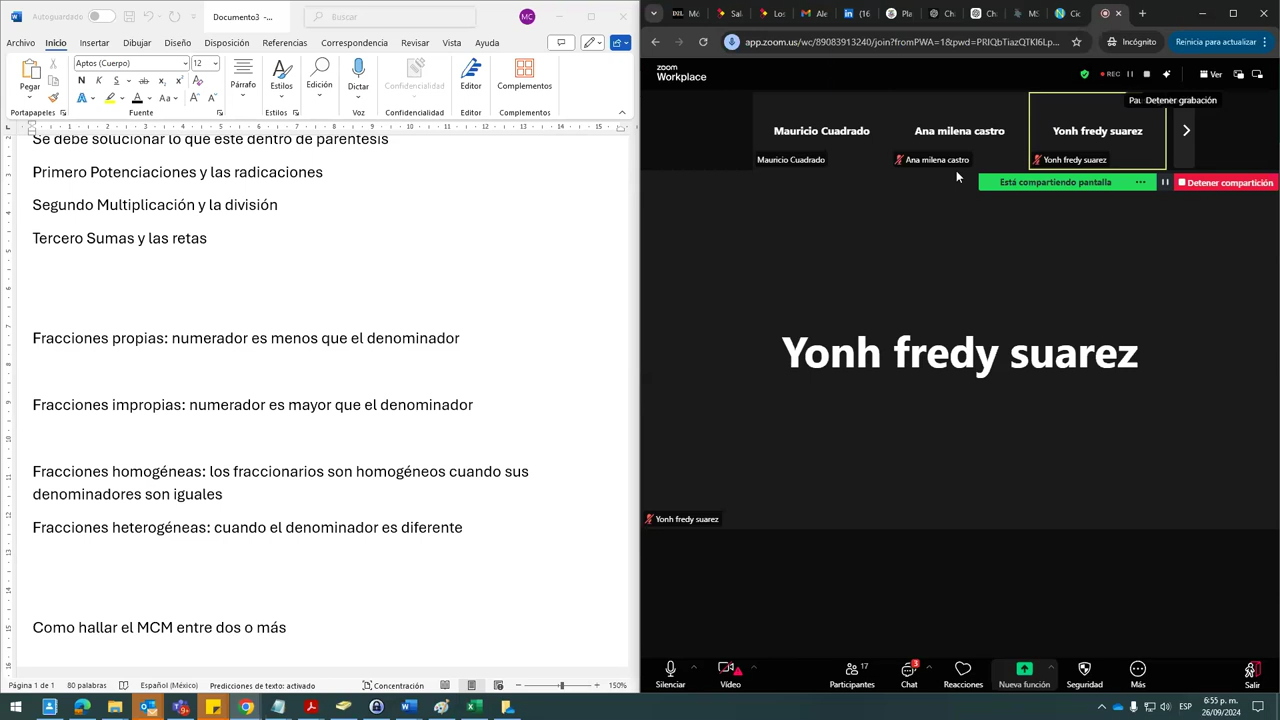 Autoguardado
Documento3 -...
Buscar
MC
Archivo Inicio Insertar Dibujar Diseño Disposición Referencias Correspondencia Revisar Vista Ayuda
Aptos (Cuerpo) 12
Pegar
Párrafo
Estilos
Edición
Dictar
Confidencialidad
Editor
Complementos
Portapapeles Fuente Estilos Voz Confidencialidad Editor Complementos
Se debe solucionar lo que este dentro de parentesis
Primero Potenciaciones y las radicaciones
Segundo Multiplicación y la división
Tercero Sumas y las retas
Fracciones propias: numerador es menos que el denominador
Fracciones impropias: numerador es mayor que el denominador
Fracciones homogéneas: los fraccionarios son homogéneos cuando sus
denominadores son iguales
Fracciones heterogéneas: cuando el denominador es diferente
Como hallar el MCM entre dos o más
Página 1 de 1 80 palabras Español (México) Predicciones de texto: activado Concentración 150%
app.zoom.us/wc/89083913240/join?fromPWA=1&pwd=
Incógnito
Reinicia para actualizar
zoom
Workplace
REC
Ver
Detener grabación
Mauricio Cuadrado
Ana milena castro
Yonh fredy suarez
Mauricio Cuadrado
Ana milena castro
Yonh fredy suarez
Está compartiendo pantalla
Detener compartición
Yonh fredy suarez
Yonh fredy suarez
17
3
Silenciar Vídeo Participantes Chat Reacciones Nueva función Seguridad Más Salir
ESP
6:55 p. m.
26/09/2024